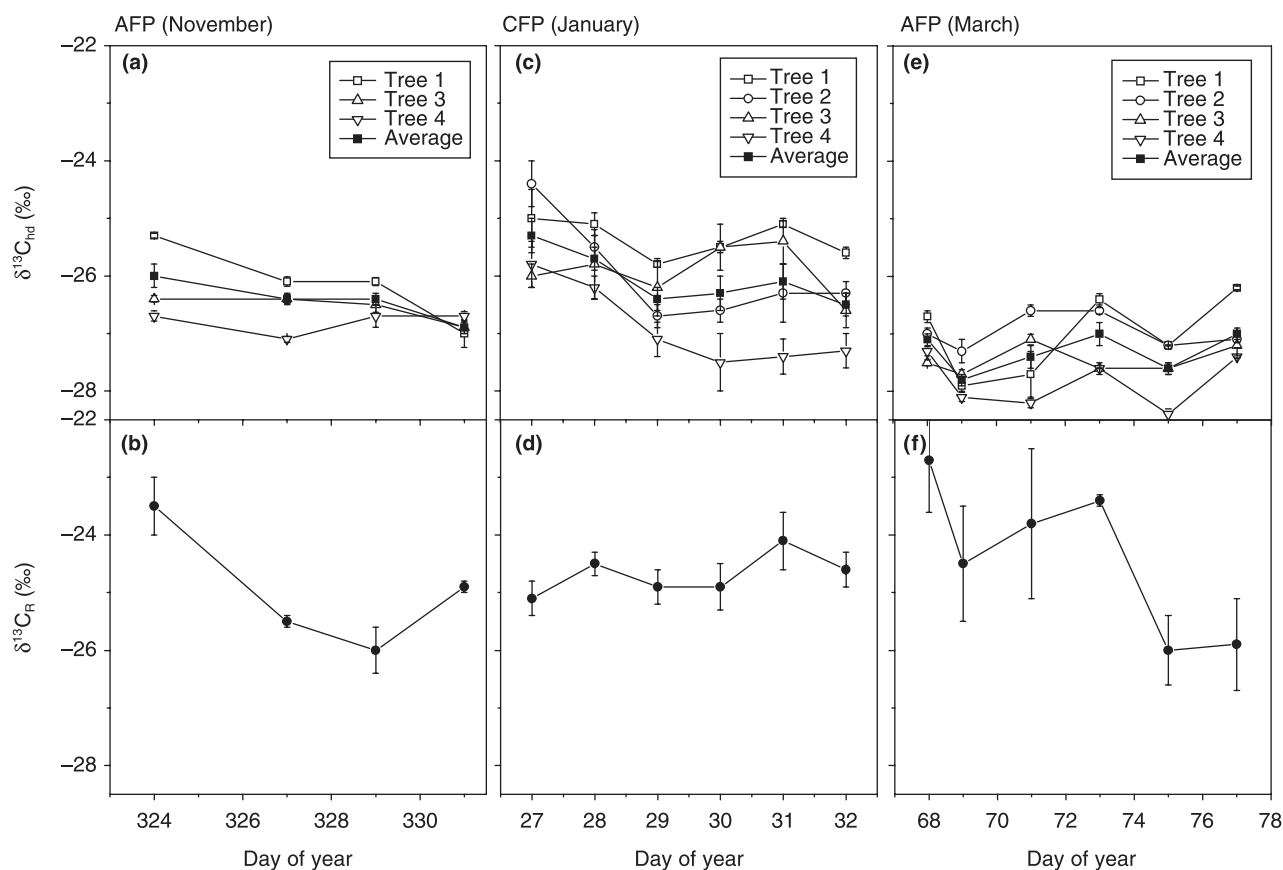 AFP (November)
CFP (January)
AFP (March)
(a)
Tree 1
Tree 3
Tree 4
Average
(c)
Tree 1
Tree 2
Tree 3
Tree 4
Average
(e)
Tree 1
Tree 2
Tree 3
Tree 4
Average
–22
–24
–26
–28
δ¹³C_hd (‰)
(b)
(d)
(f)
–22
–24
–26
–28
δ¹³C_R (‰)
324 326 328 330
27 28 29 30 31 32
68 70 72 74 76 78
Day of year
Day of year
Day of year